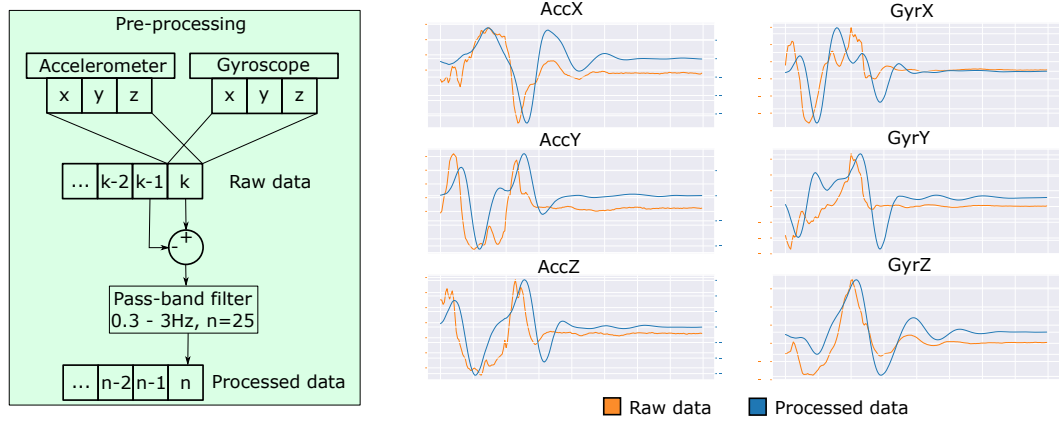 Pre-processing
Accelerometer
Gyroscope
x y z
x y z
... k-2 k-1 k
Raw data
+
-
Pass-band filter
0.3 - 3Hz, n=25
... n-2 n-1 n
Processed data
AccX
GyrX
AccY
GyrY
AccZ
GyrZ
Raw data
Processed data